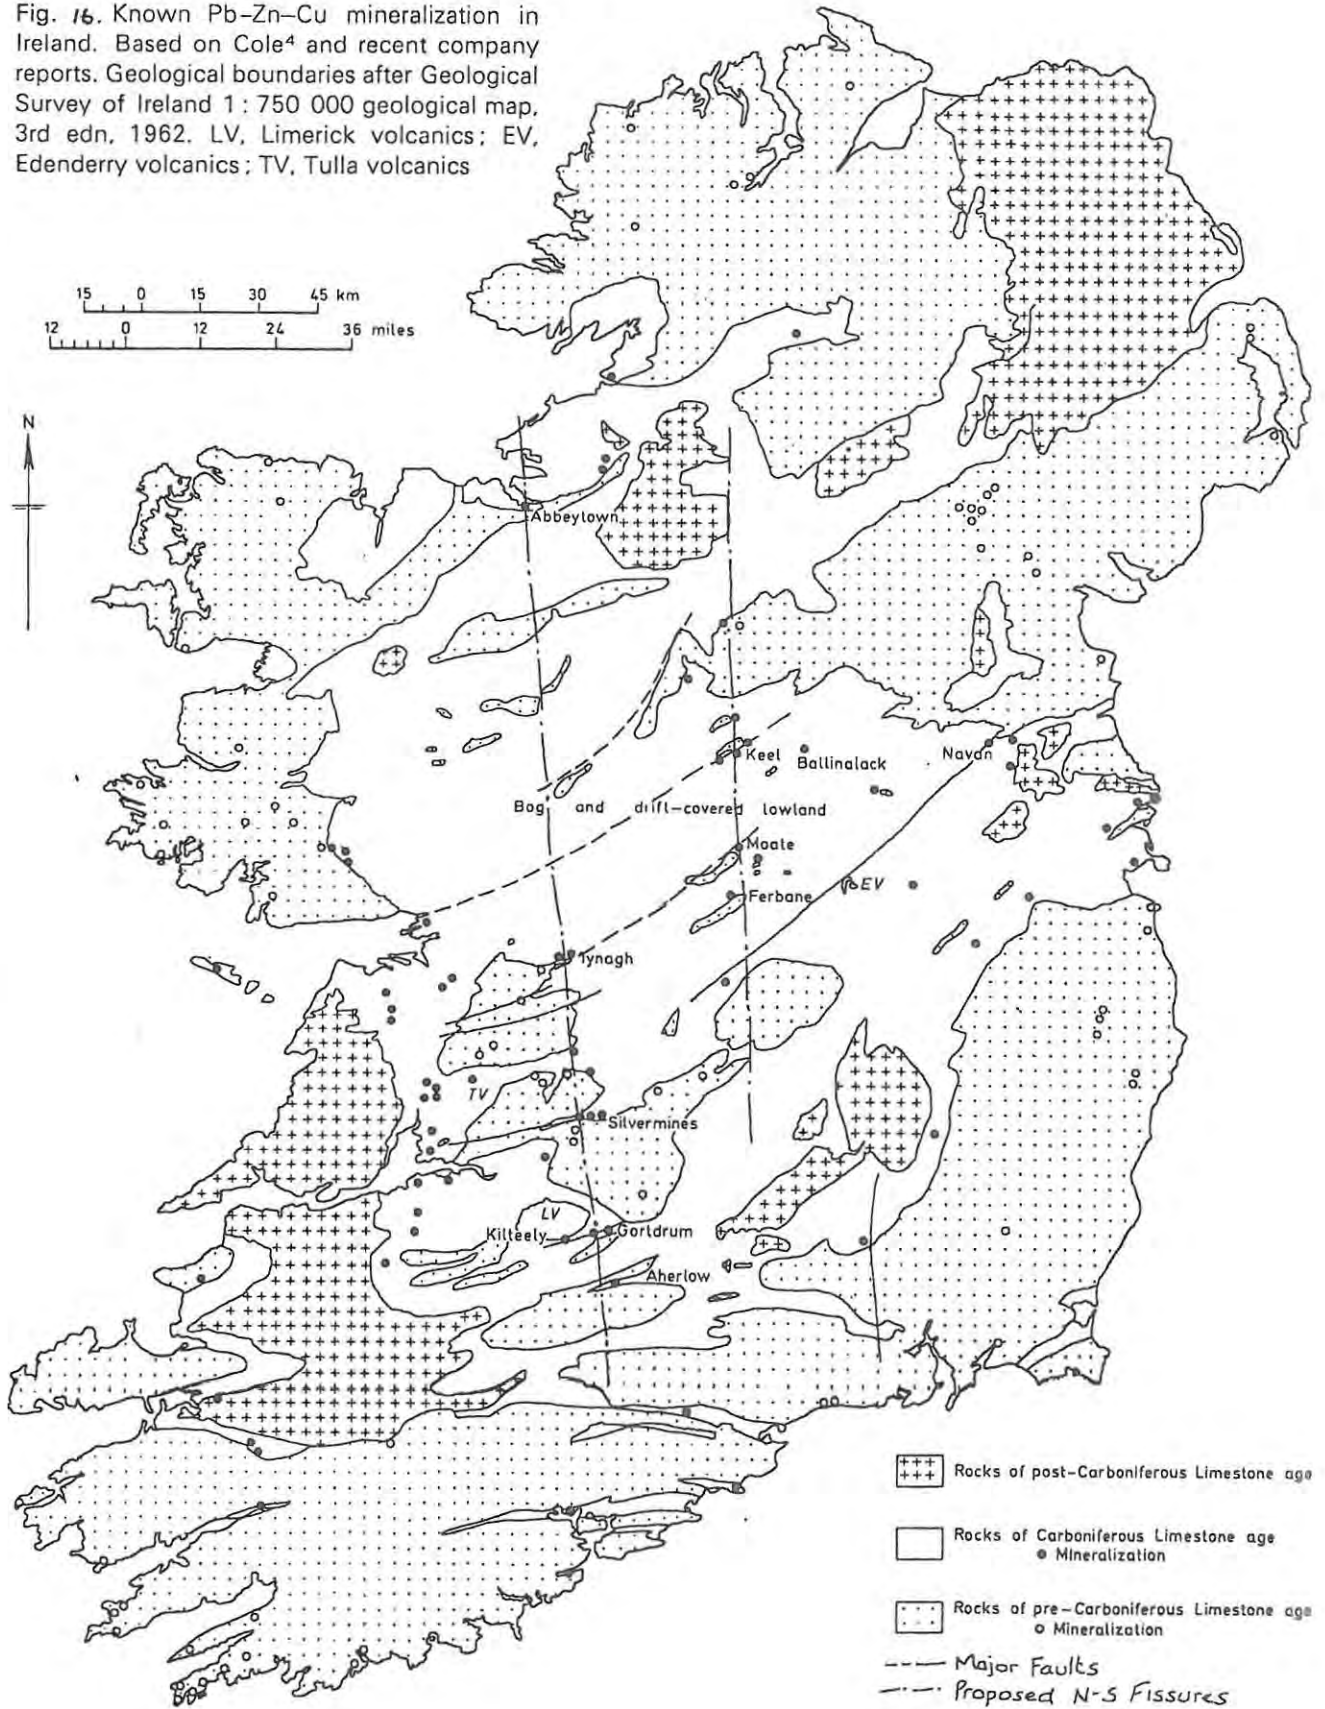 Fig. 16. Known Pb-Zn-Cu mineralization in
Ireland. Based on Cole⁴ and recent company
reports. Geological boundaries after Geological
Survey of Ireland 1 : 750 000 geological map,
3rd edn, 1962. LV, Limerick volcanics; EV,
Edenderry volcanics; TV, Tulla volcanics
15 0 15 30 45 km
12 0 12 24 36 miles
N
Abbeytown
Keel
Ballinalack
Navan
Bog and drift-covered lowland
Moate
EV
Ferbane
Tynagh
TV
Silvermines
LV
Kilteely
Gortdrum
Aherlow
Rocks of post-Carboniferous Limestone age
Rocks of Carboniferous Limestone age
Mineralization
Rocks of pre-Carboniferous Limestone age
Mineralization
Major Faults
Proposed N-S Fissures